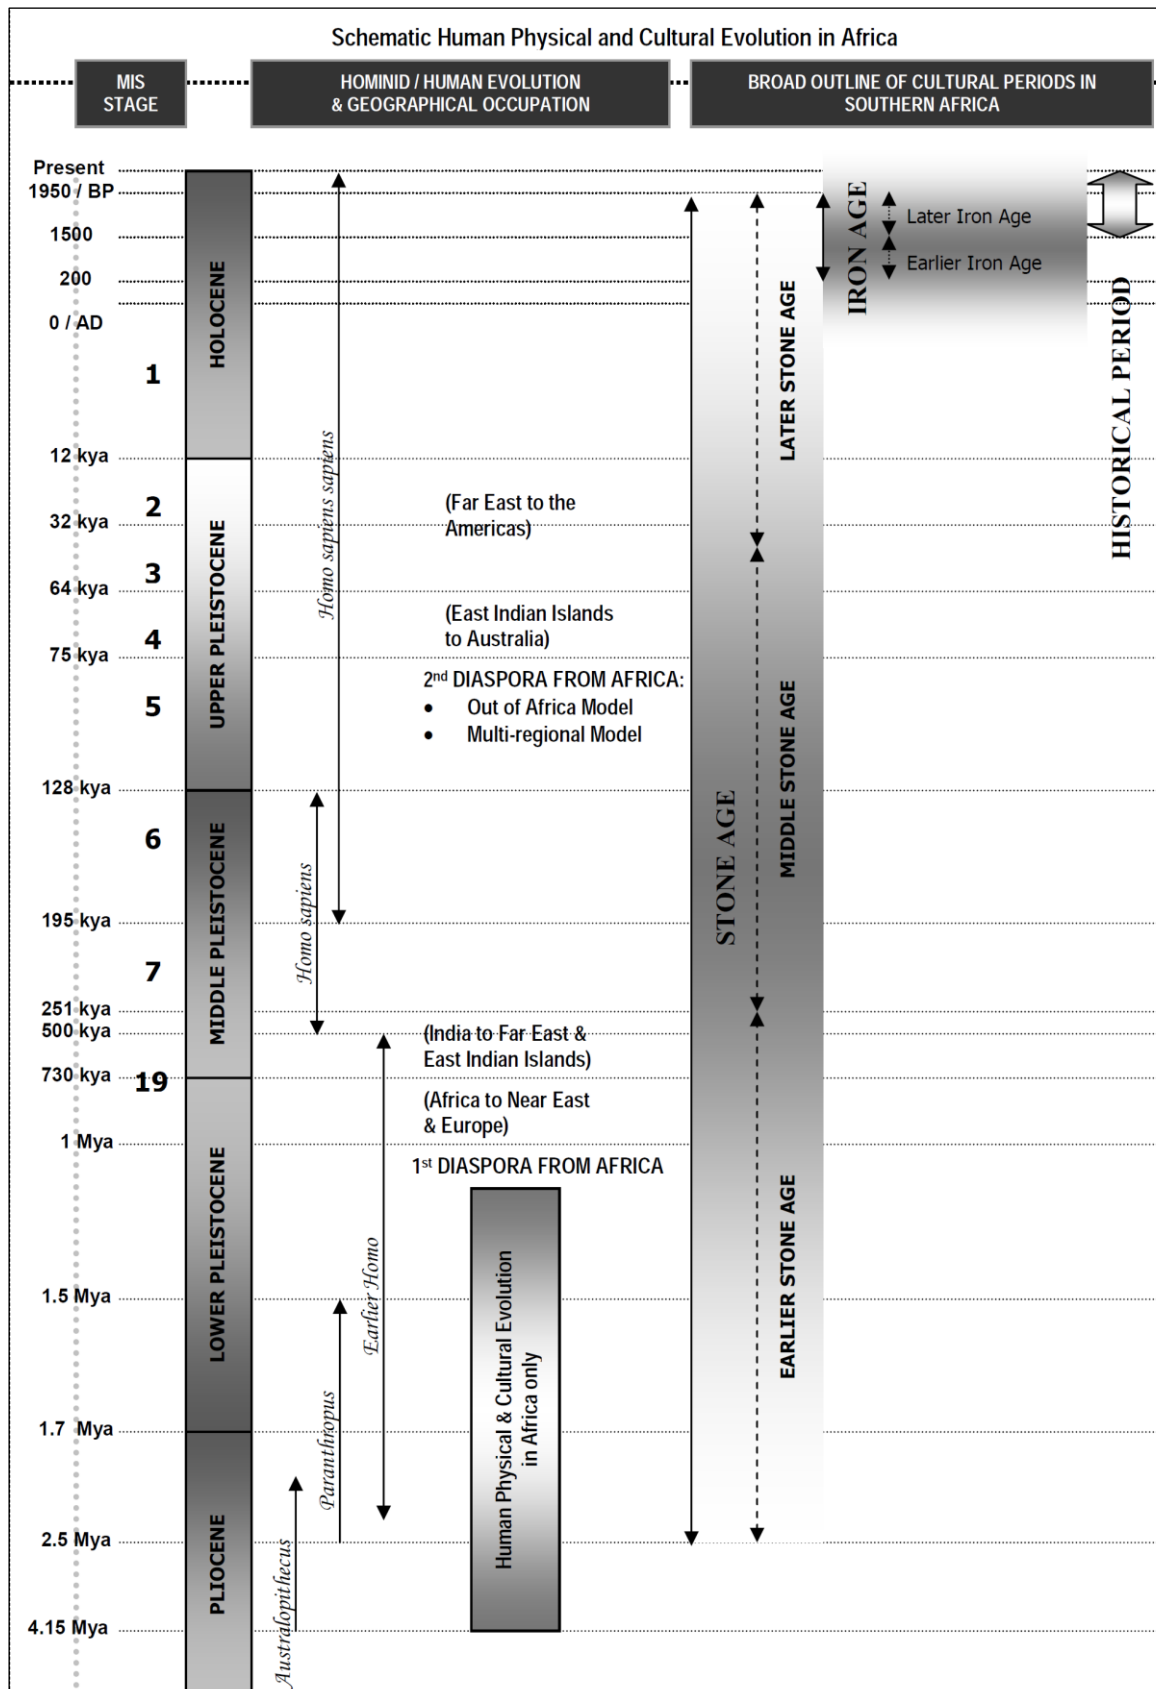 Schematic Human Physical and Cultural Evolution in Africa
MIS
STAGE
HOMINID / HUMAN EVOLUTION
& GEOGRAPHICAL OCCUPATION
BROAD OUTLINE OF CULTURAL PERIODS IN
SOUTHERN AFRICA
Present
1950 / BP
1500
200
0 / AD
12 kya
32 kya
64 kya
75 kya
128 kya
195 kya
251 kya
500 kya
730 kya
1 Mya
1.5 Mya
1.7 Mya
2.5 Mya
4.15 Mya
1
2
3
4
5
6
7
19
HOLOCENE
UPPER PLEISTOCENE
MIDDLE PLEISTOCENE
LOWER PLEISTOCENE
PLIOCENE
Homo sapiens sapiens
Homo sapiens
Earlier Homo
Paranthropus
Australopithecus
(Far East to the
Americas)
(East Indian Islands
to Australia)
2nd DIASPORA FROM AFRICA:
• Out of Africa Model
• Multi-regional Model
(India to Far East &
East Indian Islands)
(Africa to Near East
& Europe)
1st DIASPORA FROM AFRICA
Human Physical & Cultural Evolution
in Africa only
STONE AGE
LATER STONE AGE
MIDDLE STONE AGE
EARLIER STONE AGE
IRON AGE
Later Iron Age
Earlier Iron Age
HISTORICAL PERIOD